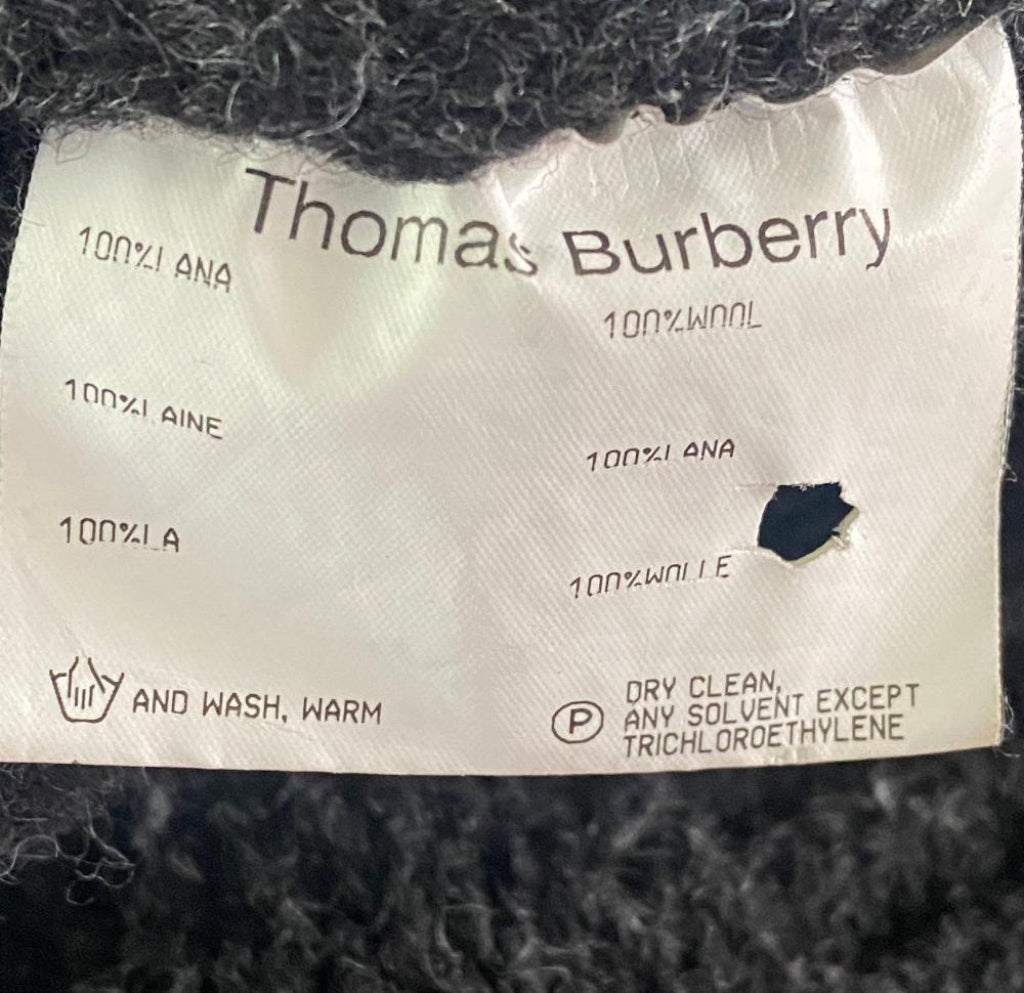 Thomas Burberry
100%LANA
100%WOOL
100%LAINE
100%LANA
100%LA
100%WOLLE
AND WASH, WARM
P
DRY CLEAN,
ANY SOLVENT EXCEPT
TRICHLOROETHYLENE